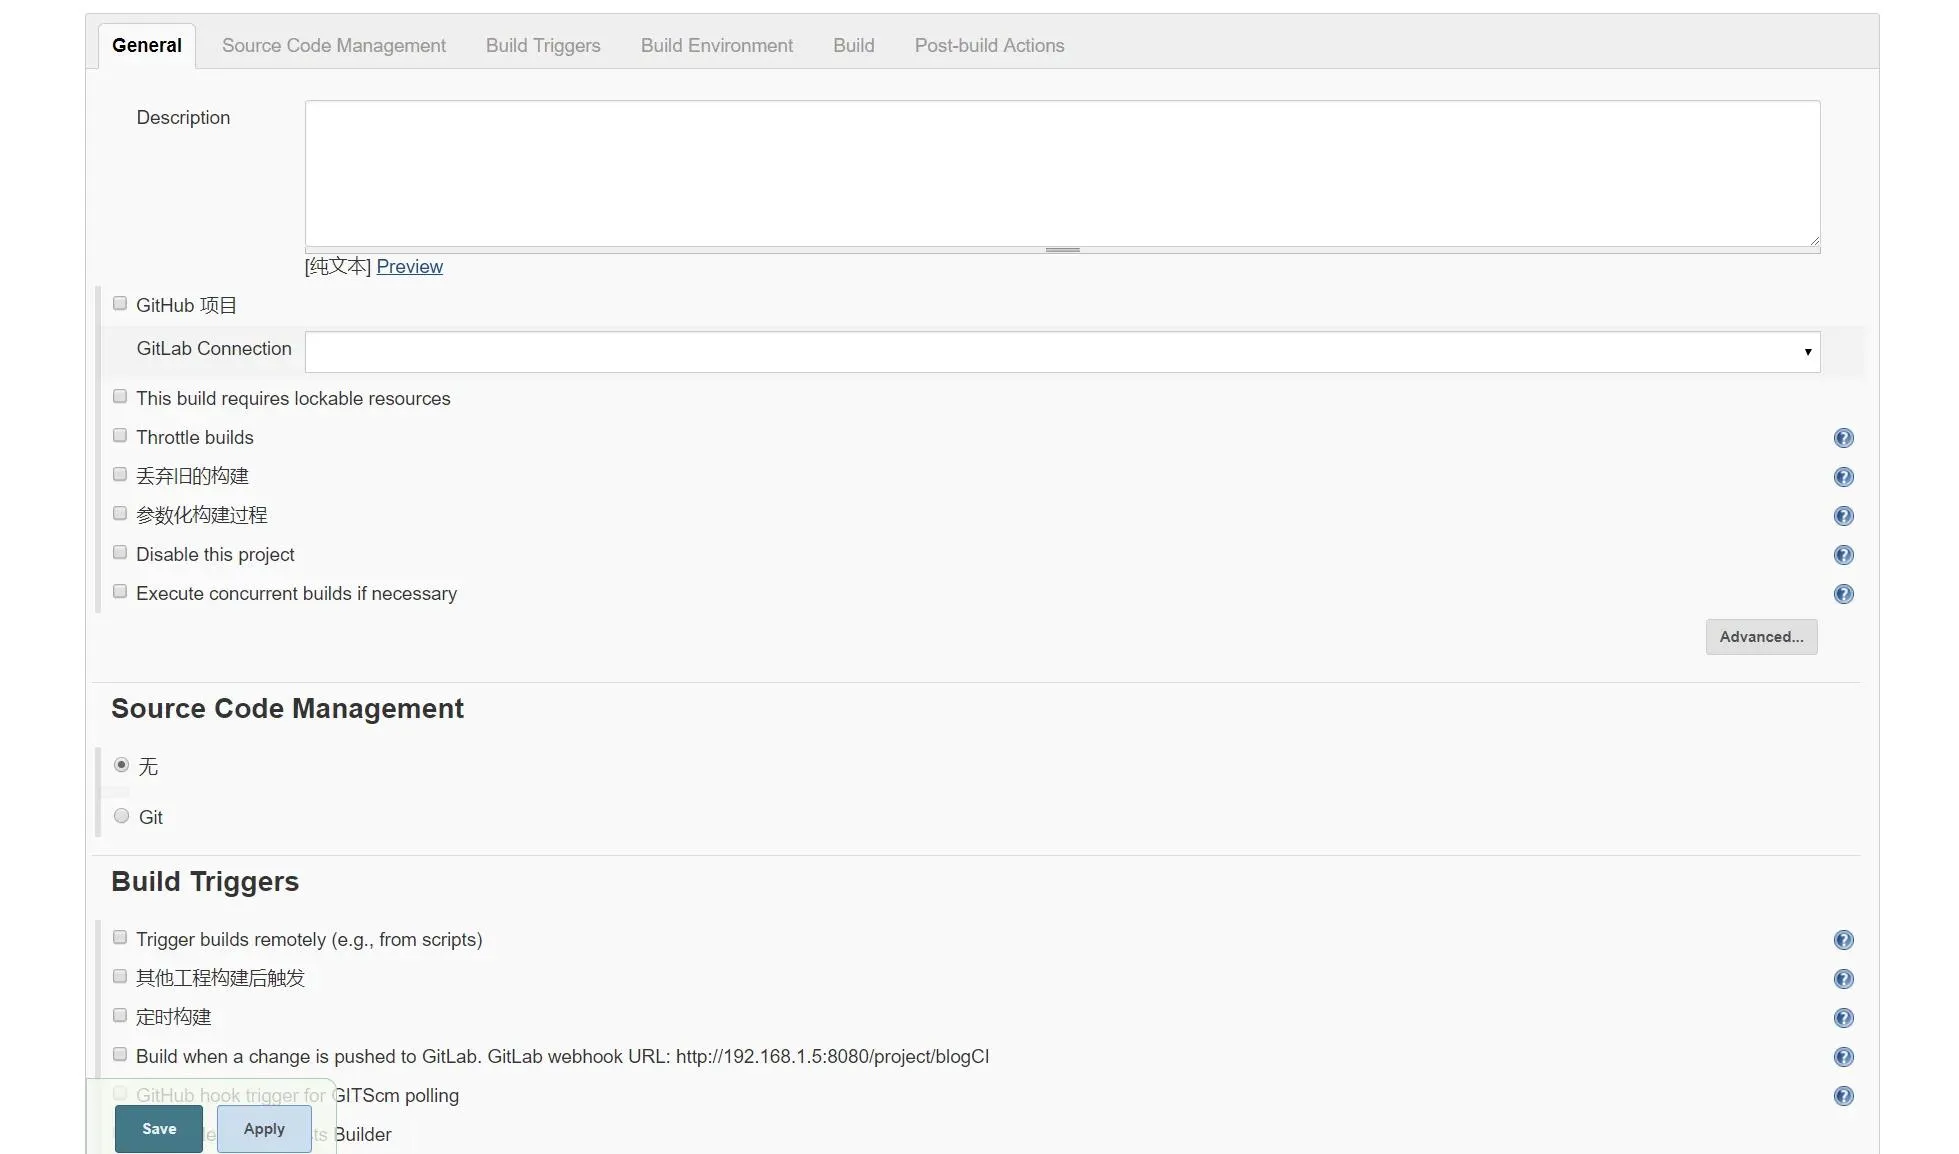 General Source Code Management Build Triggers Build Environment Build Post-build Actions
Description
[纯文本] Preview
GitHub 项目
GitLab Connection
This build requires lockable resources
Throttle builds
丢弃旧的构建
参数化构建过程
Disable this project
Execute concurrent builds if necessary
Advanced...
Source Code Management
无
Git
Build Triggers
Trigger builds remotely (e.g., from scripts)
其他工程构建后触发
定时构建
Build when a change is pushed to GitLab. GitLab webhook URL: http://192.168.1.5:8080/project/blogCI
GitHub hook trigger for GITScm polling
Save Apply Builder